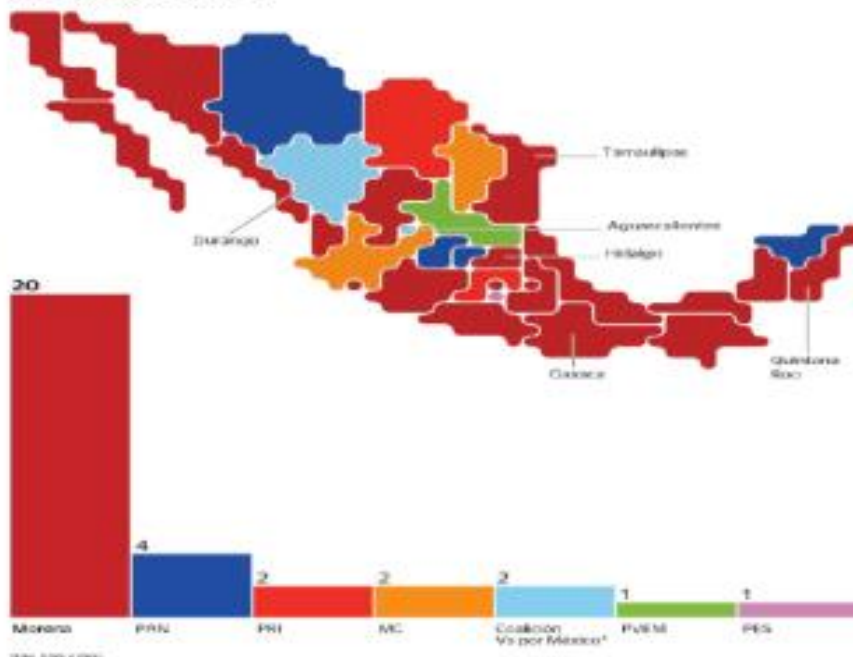 Tamaulipas
Aguascalientes
Durango
Hidalgo
Quintana
Roo
Oaxaca
20
4
2
2
2
1
1
Morena
PAN
PRI
MC
Coalición
Va por México*
PVEM
PES